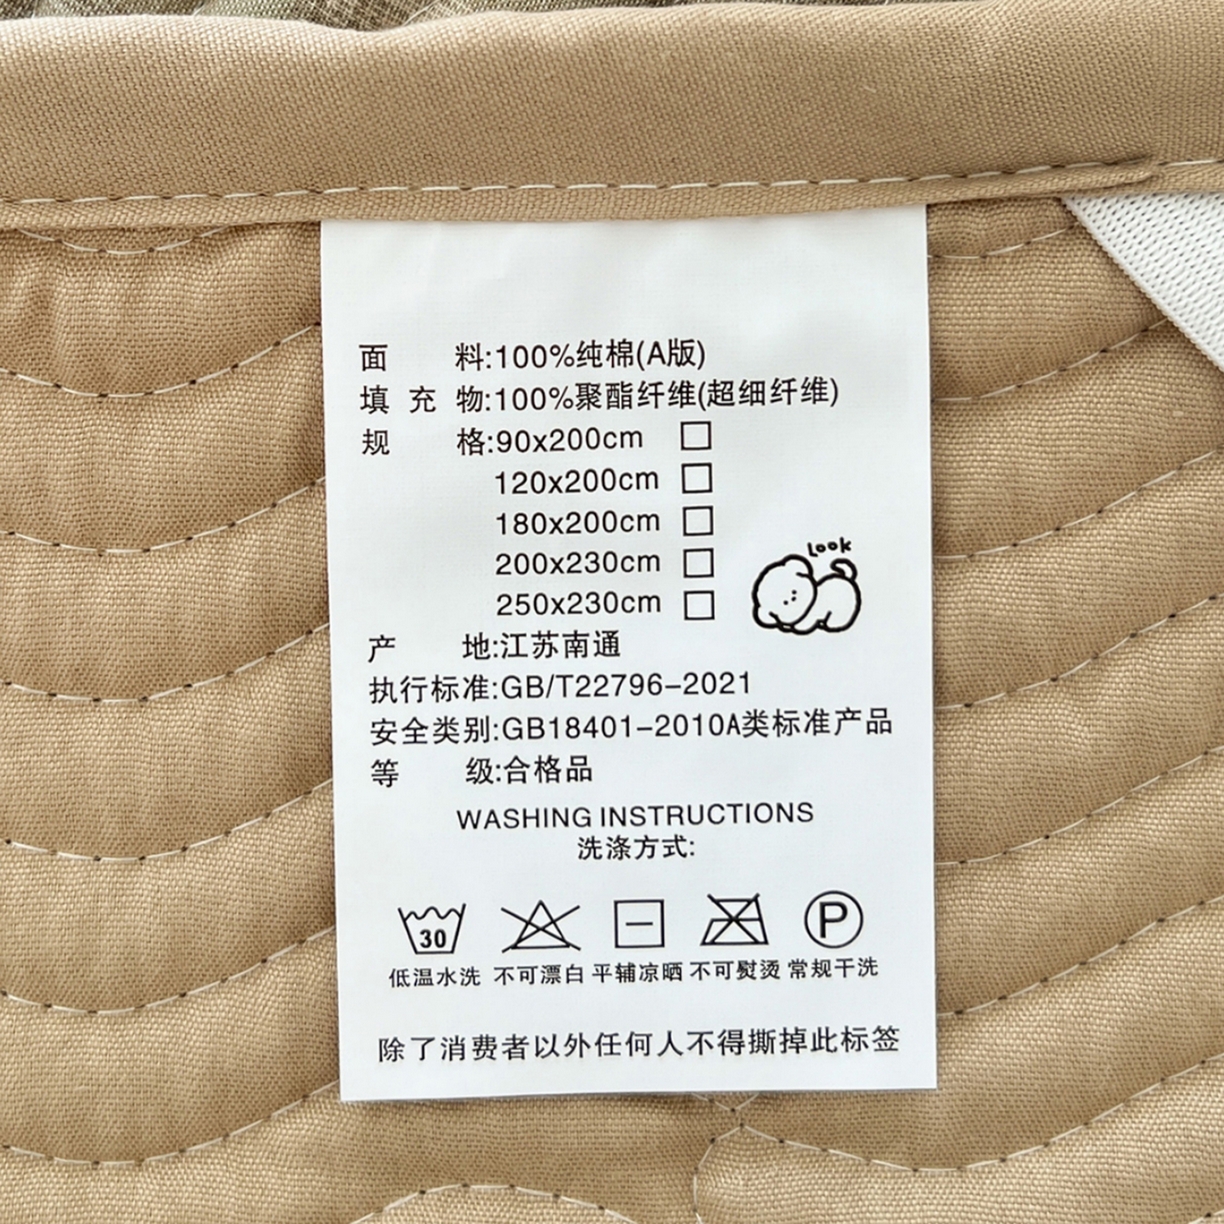 面 料:100%纯棉(A版)
填 充 物:100%聚酯纤维(超细纤维)
规 格:90x200cm
120x200cm
180x200cm
200x230cm
250x230cm
Look
产 地:江苏南通
执行标准:GB/T22796-2021
安全类别:GB18401-2010A类标准产品
等 级:合格品
WASHING INSTRUCTIONS
洗涤方式:
30 P
低温水洗 不可漂白 平铺凉晒 不可熨烫 常规干洗
除了消费者以外任何人不得撕掉此标签